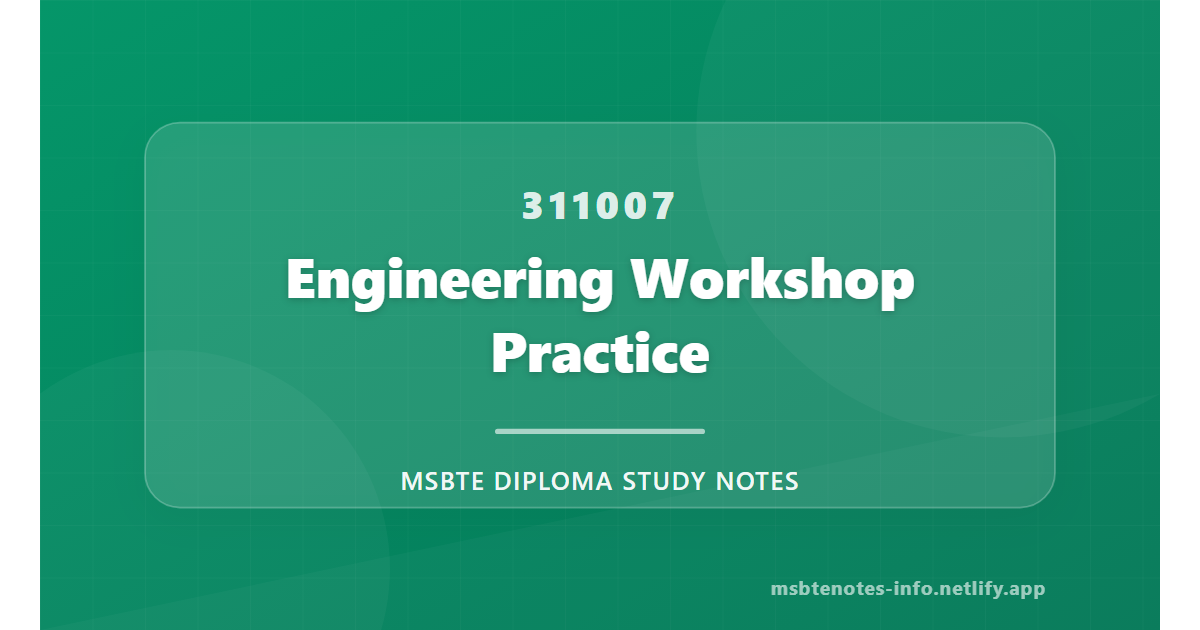 311007
Engineering Workshop
Practice
MSBTE DIPLOMA STUDY NOTES
msbtenotes-info.netlify.app